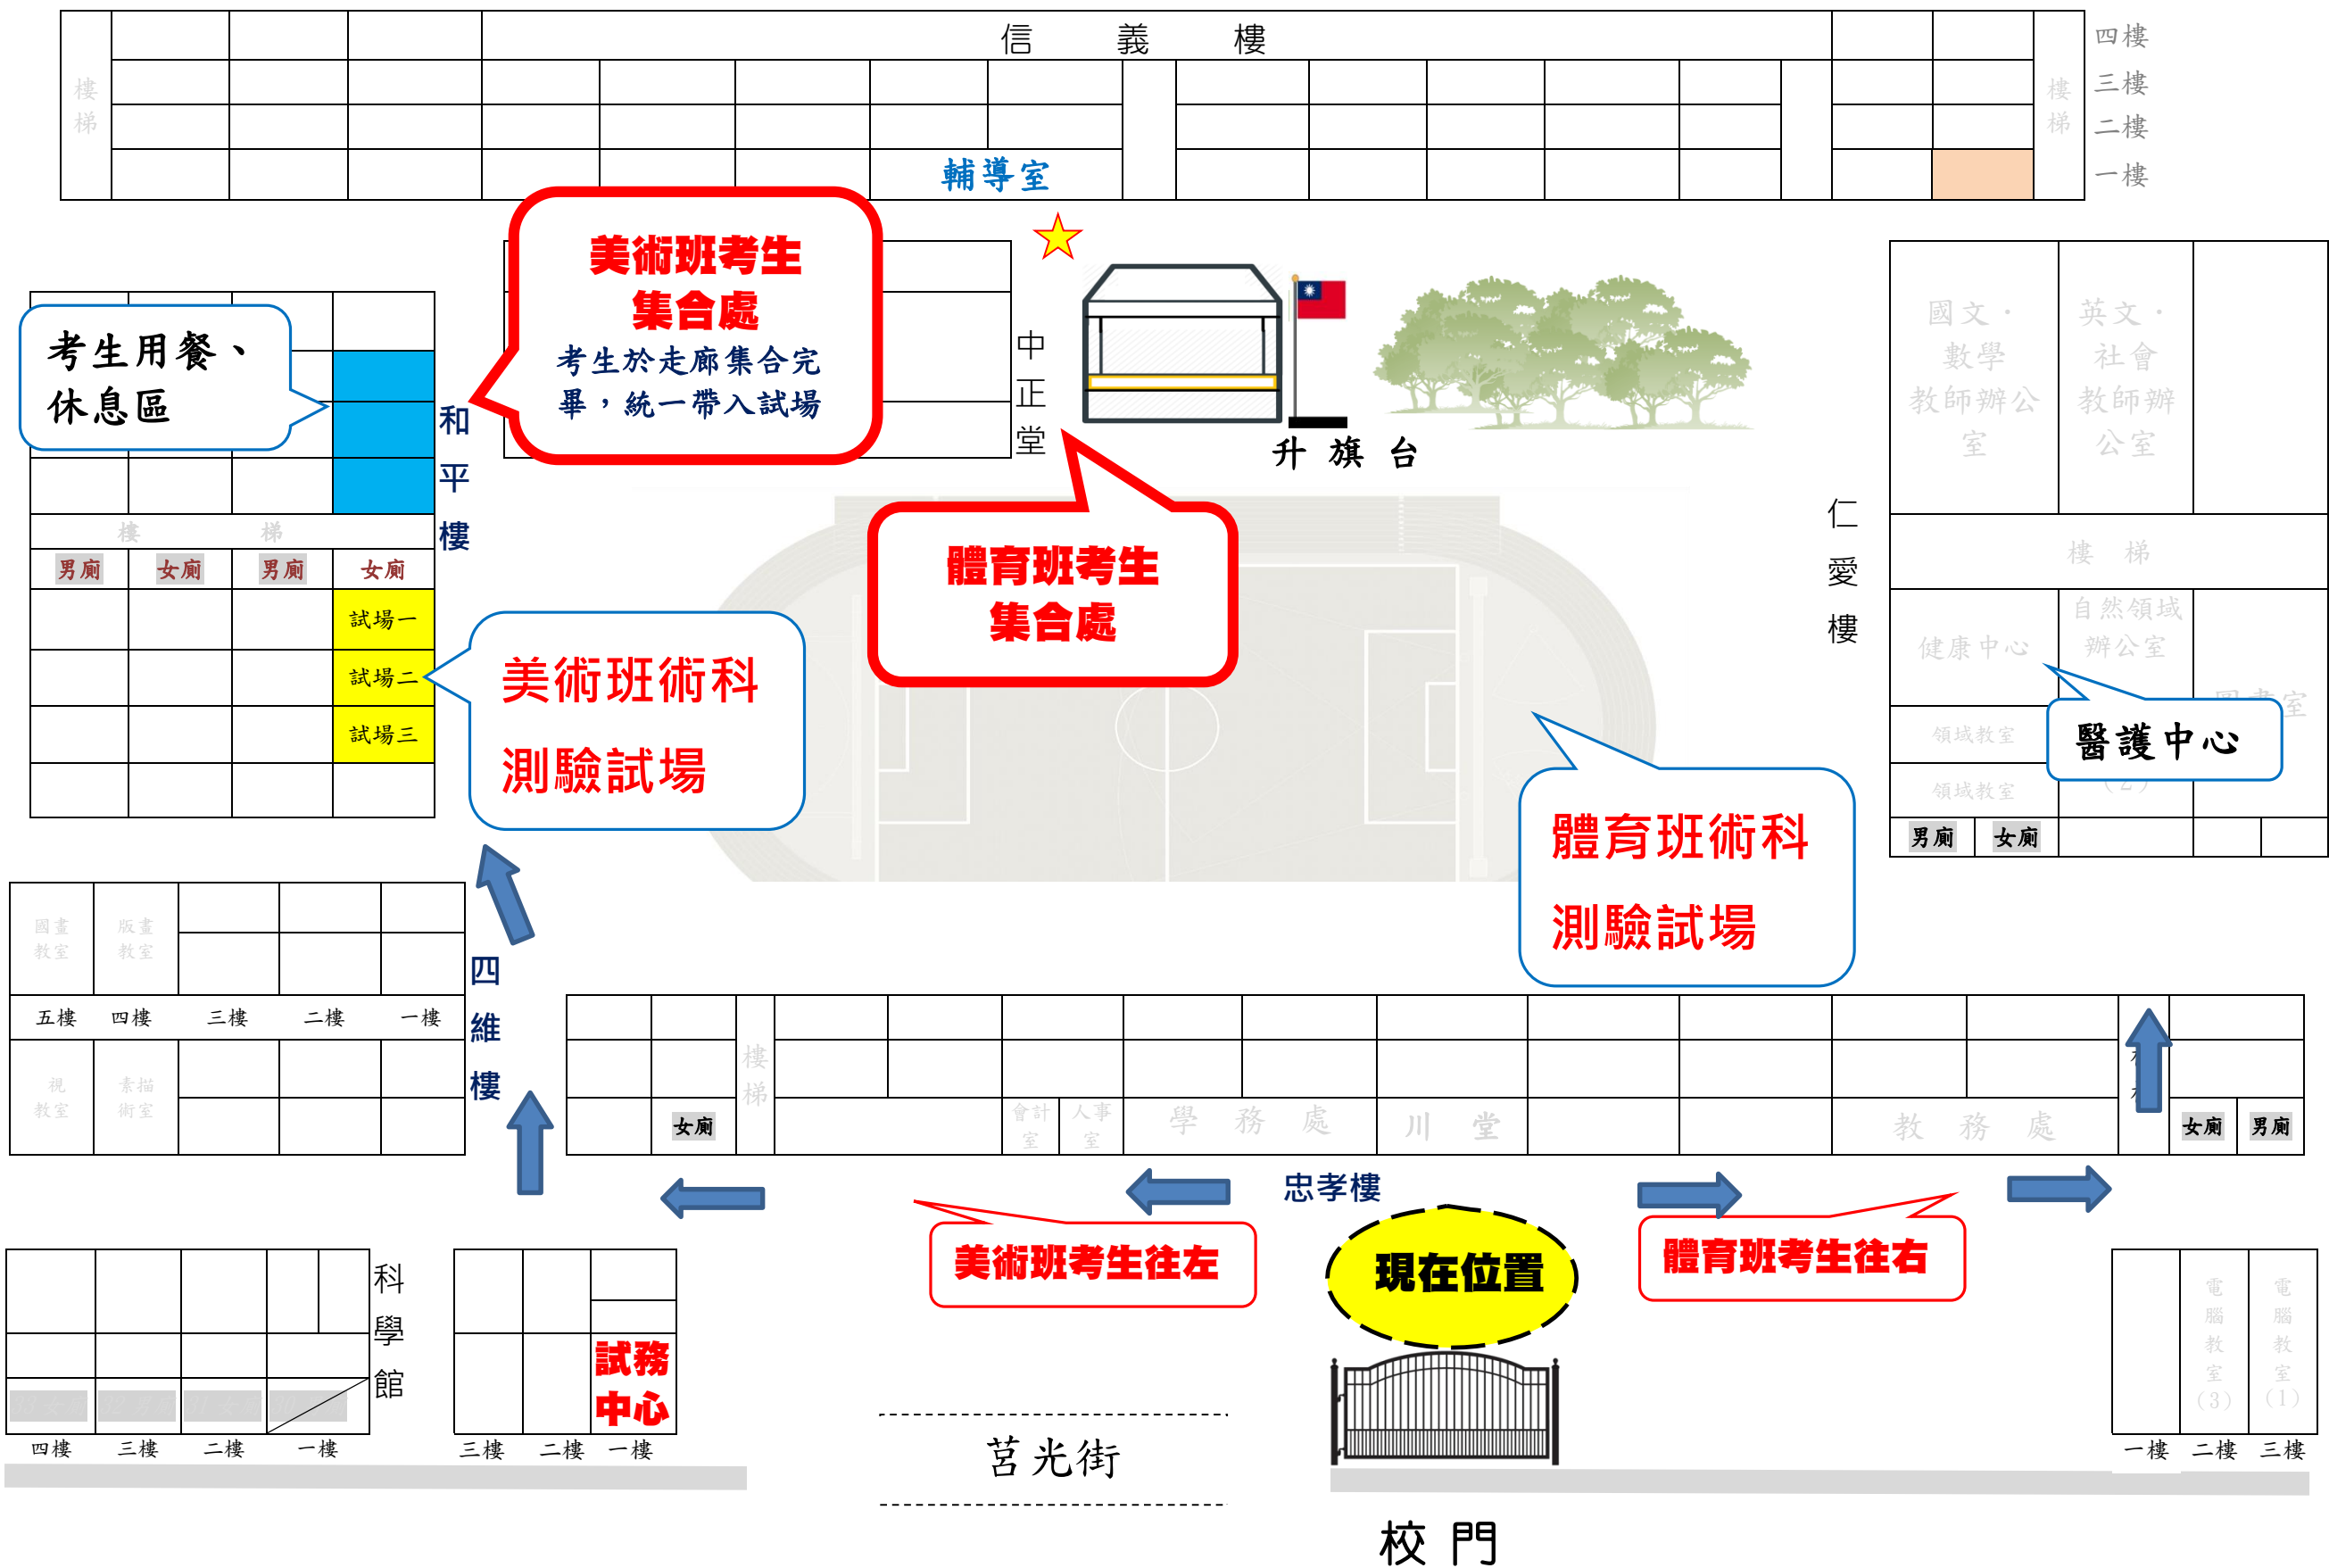 信義樓
四樓
三樓
二樓
一樓
樓梯
樓梯
輔導室
美術班考生
集合處
考生於走廊集合完
畢，統一帶入試場
考生用餐、
休息區
和平樓
中正堂
升旗台
國文·
數學
教師辦公
室
英文·
社會
教師辦
公室
仁愛樓
樓梯
樓梯
男廁
女廁
男廁
女廁
試場一
試場二
試場三
美術班術科
測驗試場
體育班考生
集合處
體育班術科
測驗試場
健康中心
自然領域
辦公室
領域教室
領域教室
醫護中心
(2)
男廁
女廁
國畫
教室
版畫
教室
五樓
四樓
三樓
二樓
一樓
視
教室
素描
術室
四維樓
樓梯
女廁
會計
室
人事
室
學務處
川堂
教務處
女廁
男廁
忠孝樓
美術班考生往左
現在位置
體育班考生往右
科學館
四樓
三樓
二樓
一樓
試務
中心
三樓
二樓
一樓
莒光街
校門
電腦教室(3)
電腦教室(1)
一樓
二樓
三樓